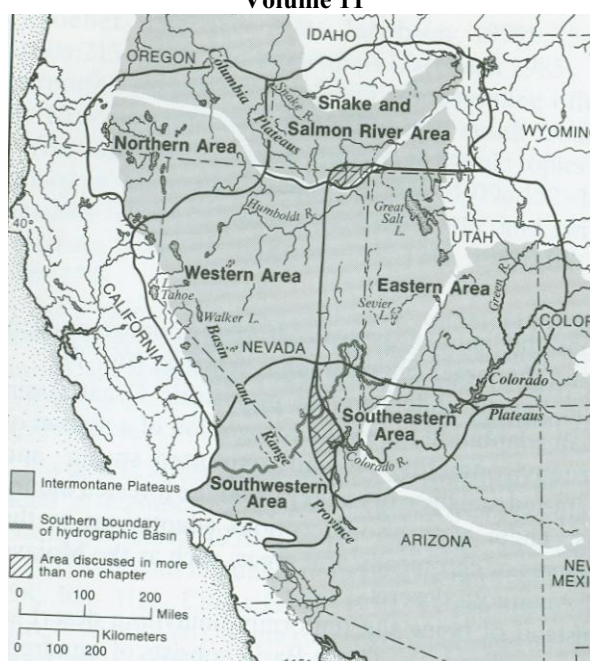 Volume 11
IDAHO
OREGON
Columbia
Plateaus
Snake R.
Snake and
Salmon River Area
WYOMING
Northern Area
Humboldt R.
Great
Salt
L.
40°
UTAH
Western Area
Eastern Area
Green R.
L.
Tahoe
Walker L.
Sevier
L.
CALIFORNIA
NEVADA
COLOR
Basin
and
Range
Province
Colorado
Plateaus
Southeastern
Area
Colorado R.
Southwestern
Area
ARIZONA
NEW
MEXIC
Intermontane Plateaus
Southern boundary
of hydrographic Basin
Area discussed in more
than one chapter
0 100 200
Miles
Kilometers
0 100 200